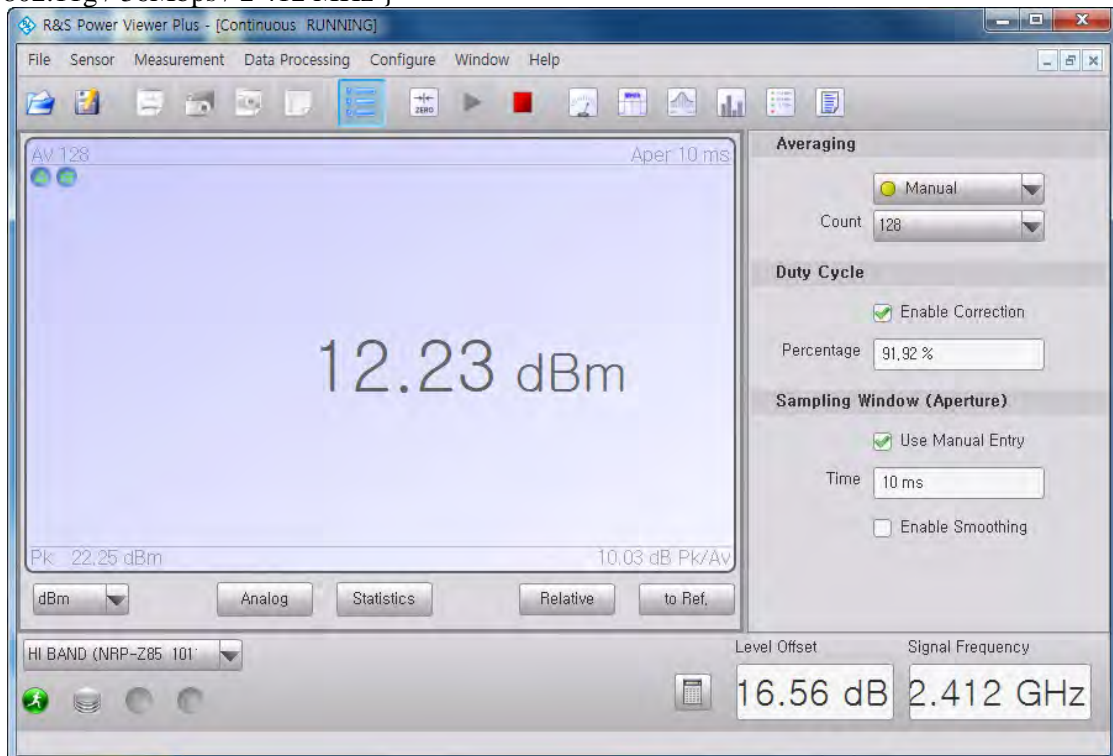 R&S Power Viewer Plus - [Continuous RUNNING]
File Sensor Measurement Data Processing Configure Window Help
ZERO
AV 128 Aper 10 ms
12.23 dBm
Pk 22,25 dBm 10,03 dB Pk/Av
dBm Analog Statistics Relative to Ref,
Averaging
Manual
Count 128
Duty Cycle
Enable Correction
Percentage 91,92 %
Sampling Window (Aperture)
Use Manual Entry
Time 10 ms
Enable Smoothing
HI BAND (NRP-Z85 101
Level Offset Signal Frequency
16.56 dB 2.412 GHz